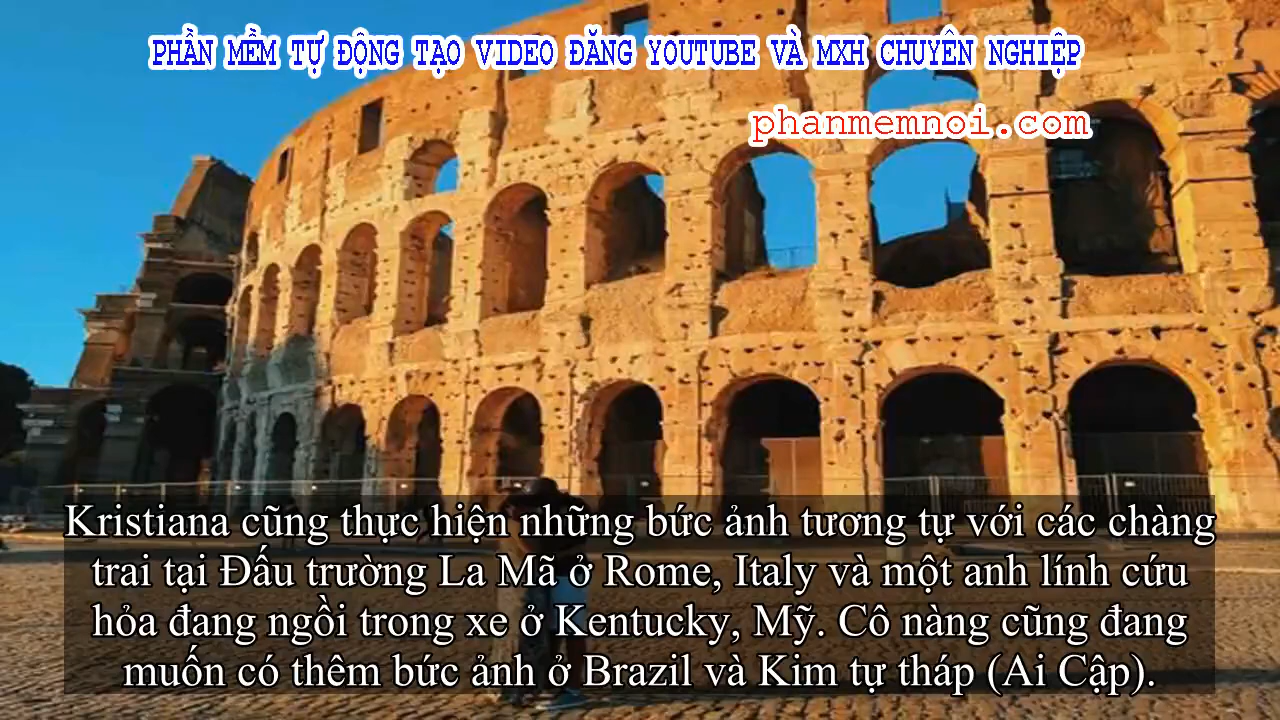 PHẦN MỀM TỰ ĐỘNG TẠO VIDEO ĐĂNG YOUTUBE VÀ MXH CHUYÊN NGHIỆP
phanmemnoi.com
Kristiana cũng thực hiện những bức ảnh tương tự với các chàng
trai tại Đấu trường La Mã ở Rome, Italy và một anh lính cứu
hỏa đang ngồi trong xe ở Kentucky, Mỹ. Cô nàng cũng đang
muốn có thêm bức ảnh ở Brazil và Kim tự tháp (Ai Cập).